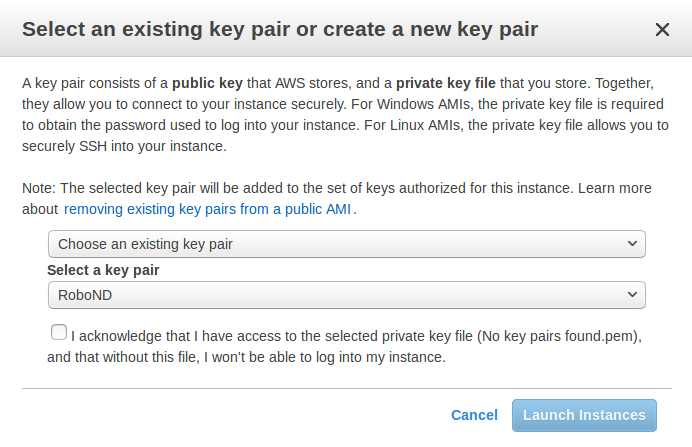 Select an existing key pair or create a new key pair
A key pair consists of a public key that AWS stores, and a private key file that you store. Together,
they allow you to connect to your instance securely. For Windows AMIs, the private key file is required
to obtain the password used to log into your instance. For Linux AMIs, the private key file allows you to
securely SSH into your instance.
Note: The selected key pair will be added to the set of keys authorized for this instance. Learn more
about removing existing key pairs from a public AMI.
Choose an existing key pair
Select a key pair
RoboND
I acknowledge that I have access to the selected private key file (No key pairs found.pem),
and that without this file, I won't be able to log into my instance.
Cancel Launch Instances